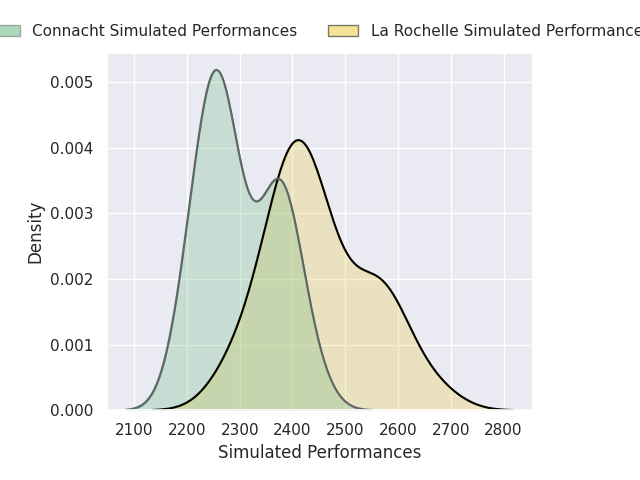 Connacht Simulated Performances
La Rochelle Simulated Performance
0.005
0.004
0.003
0.002
0.001
0.000
Density
2100 2200 2300 2400 2500 2600 2700 2800
Simulated Performances